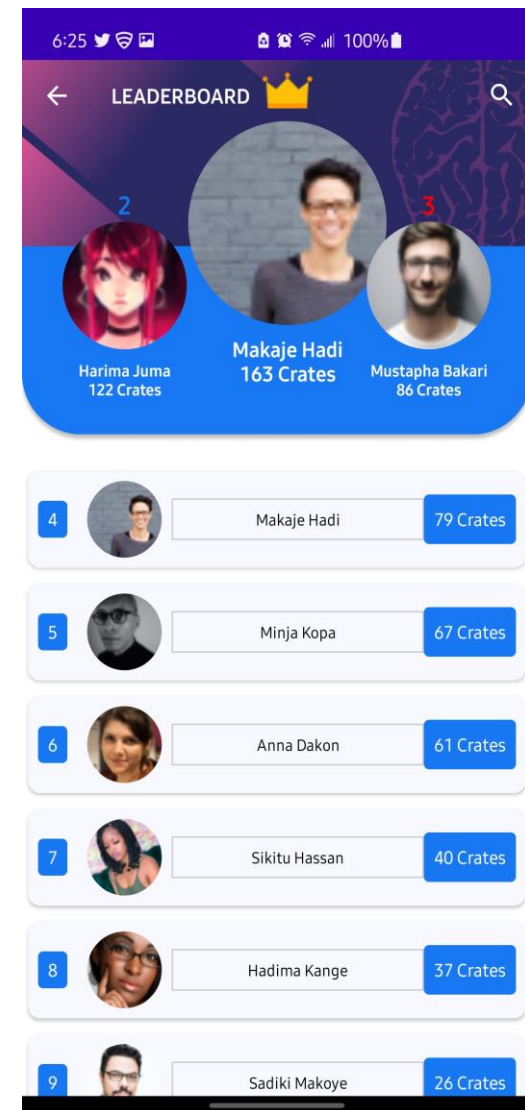 6:25 100%
LEADERBOARD
2
3
Makaje Hadi
163 Crates
Harima Juma
122 Crates
Mustapha Bakari
86 Crates
4 Makaje Hadi 79 Crates
5 Minja Kopa 67 Crates
6 Anna Dakon 61 Crates
7 Sikitu Hassan 40 Crates
8 Hadima Kange 37 Crates
9 Sadiki Makoye 26 Crates